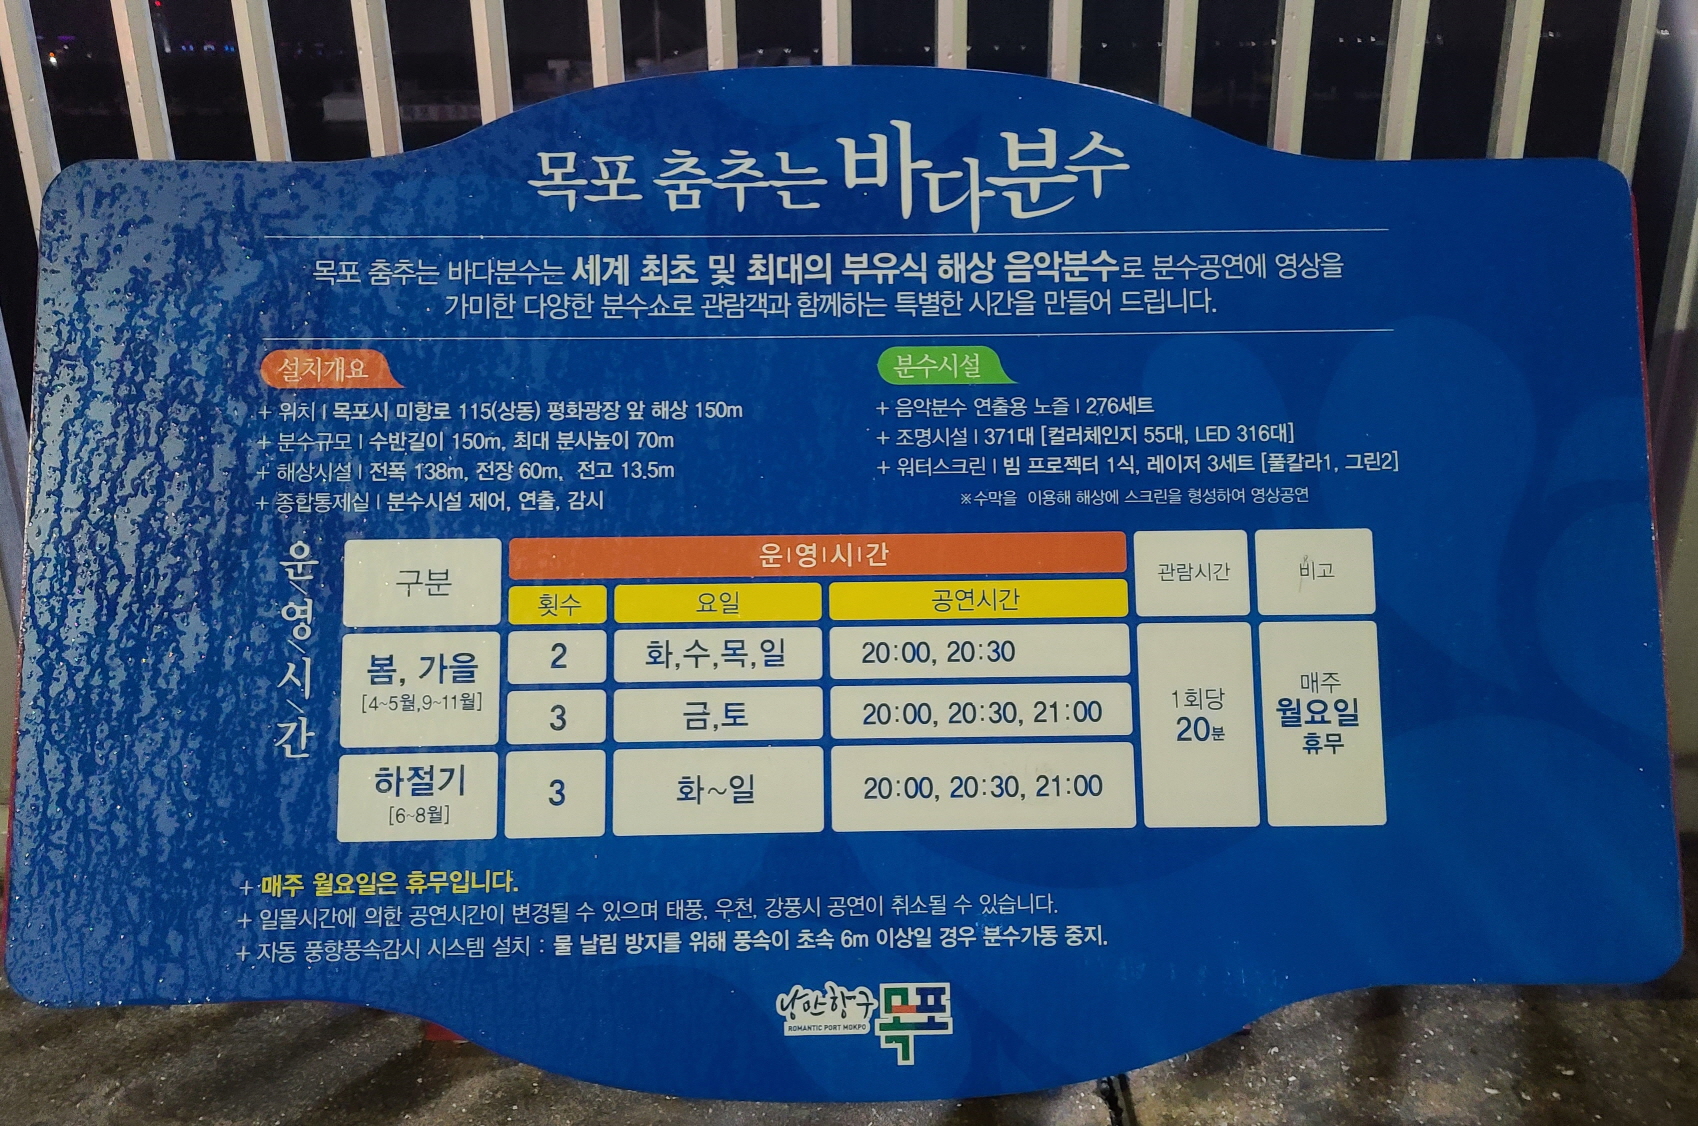 목포 춤추는 바다분수
목포 춤추는 바다분수는 세계 최초 및 최대의 부유식 해상 음악분수로 분수공연에 영상을
가미한 다양한 분수쇼로 관람객과 함께하는 특별한 시간을 만들어 드립니다.
설치개요
+ 위치 | 목포시 미항로 115(상동) 평화광장 앞 해상 150m
+ 분수규모 | 수반길이 150m, 최대 분사높이 70m
+ 해상시설 | 전폭 138m, 전장 60m, 전고 13.5m
+ 종합통제실 | 분수시설 제어, 연출, 감시
분수시설
+ 음악분수 연출용 노즐 | 276세트
+ 조명시설 | 371대 [컬러체인지 55대, LED 316대]
+ 워터스크린 | 빔 프로젝터 1식, 레이저 3세트 [풀칼라1, 그린2]
※수막을 이용해 해상에 스크린을 형성하여 영상공연
운영시간
구분 운|영|시|간 관람시간 비고
횟수 요일 공연시간
봄, 가을 2 화,수,목,일 20:00, 20:30
[4~5월,9~11월] 3 금,토 20:00, 20:30, 21:00
1회당
20분
매주
월요일
휴무
하절기 3 화~일 20:00, 20:30, 21:00
[6~8월]
+ 매주 월요일은 휴무입니다.
+ 일몰시간에 의한 공연시간이 변경될 수 있으며 태풍, 우천, 강풍시 공연이 취소될 수 있습니다.
+ 자동 풍향풍속감시 시스템 설치 : 물 날림 방지를 위해 풍속이 초속 6m 이상일 경우 분수가동 중지.
낭만항구 목포
ROMANTIC PORT MOKPO